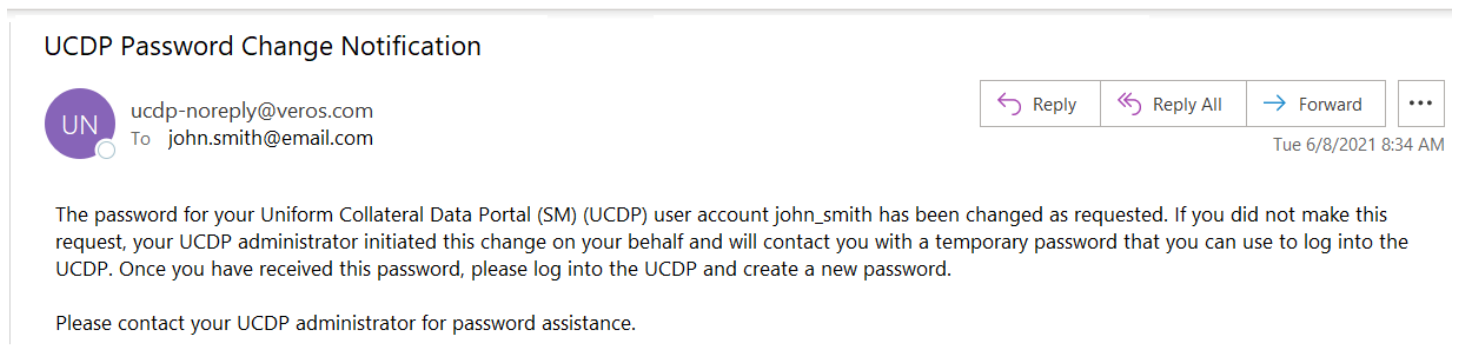 UCDP Password Change Notification
UN
ucdp-noreply@veros.com
To john.smith@email.com
Reply
Reply All
Forward
Tue 6/8/2021 8:34 AM
The password for your Uniform Collateral Data Portal (SM) (UCDP) user account john_smith has been changed as requested. If you did not make this
request, your UCDP administrator initiated this change on your behalf and will contact you with a temporary password that you can use to log into the
UCDP. Once you have received this password, please log into the UCDP and create a new password.
Please contact your UCDP administrator for password assistance.